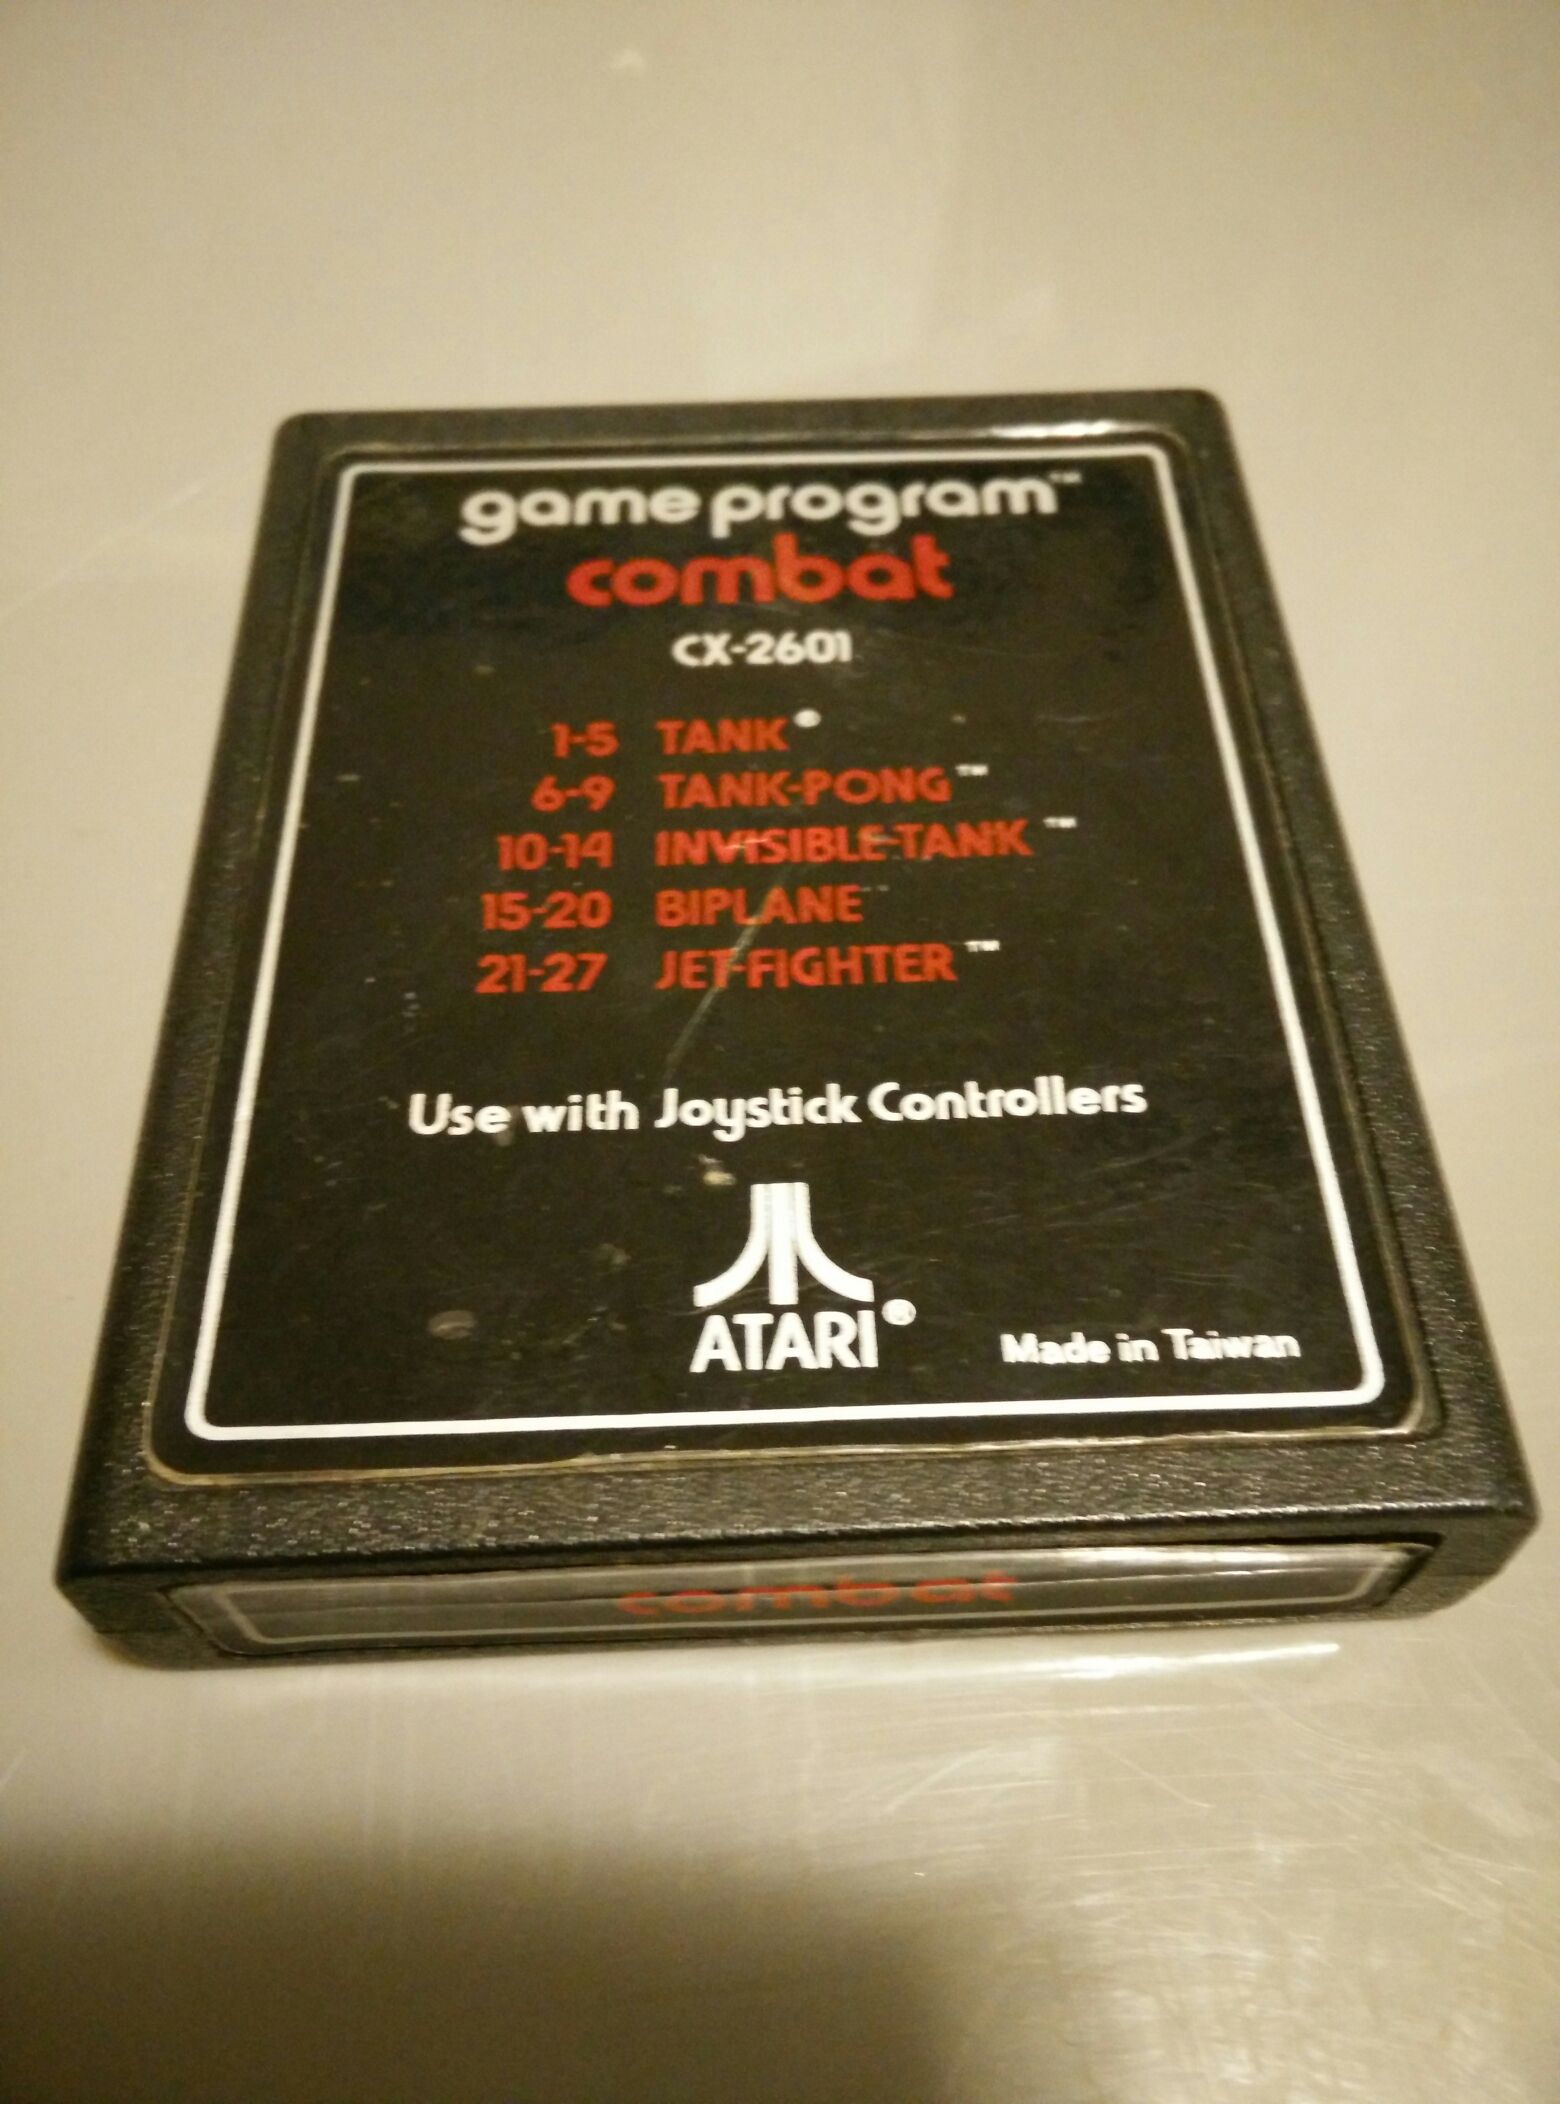 game program™
combat
CX-2601
1-5 TANK®
6-9 TANK-PONG™
10-14 INVISIBLE-TANK™
15-20 BIPLANE™
21-27 JET-FIGHTER™
Use with Joystick Controllers
ATARI®
Made in Taiwan
combat